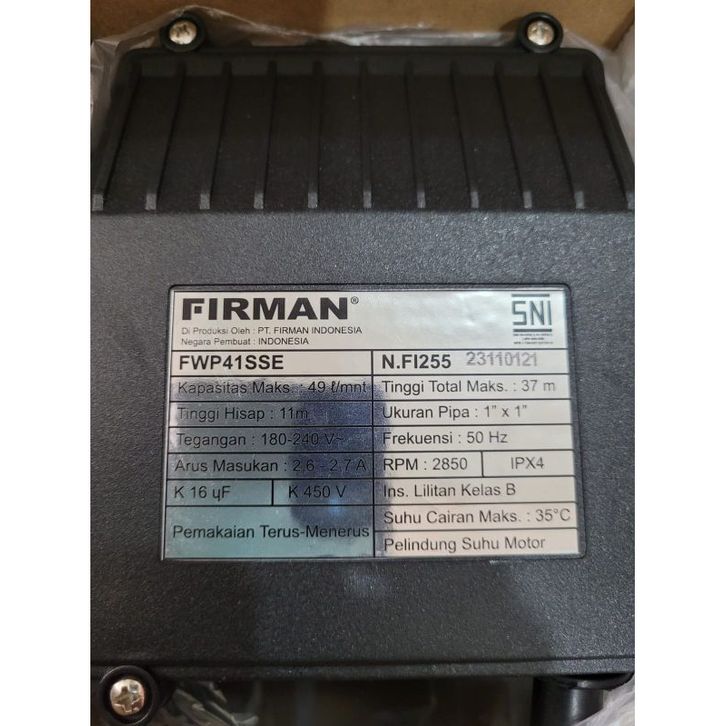 FIRMAN®
Di Produksi Oleh : PT. FIRMAN INDONESIA
Negara Pembuat : INDONESIA
SNI
FWP41SSE
N.FI255 23110121
Kapasitas Maks. : 49 ℓ/mnt
Tinggi Total Maks. : 37 m
Tinggi Hisap : 11m
Ukuran Pipa : 1" x 1"
Tegangan : 180-240 V~
Frekuensi : 50 Hz
Arus Masukan : 2,6 - 2,7 A
RPM : 2850 IPX4
K 16 ųF K 450 V
Ins. Lilitan Kelas B
Pemakaian Terus-Menerus
Suhu Cairan Maks. : 35°C
Pelindung Suhu Motor